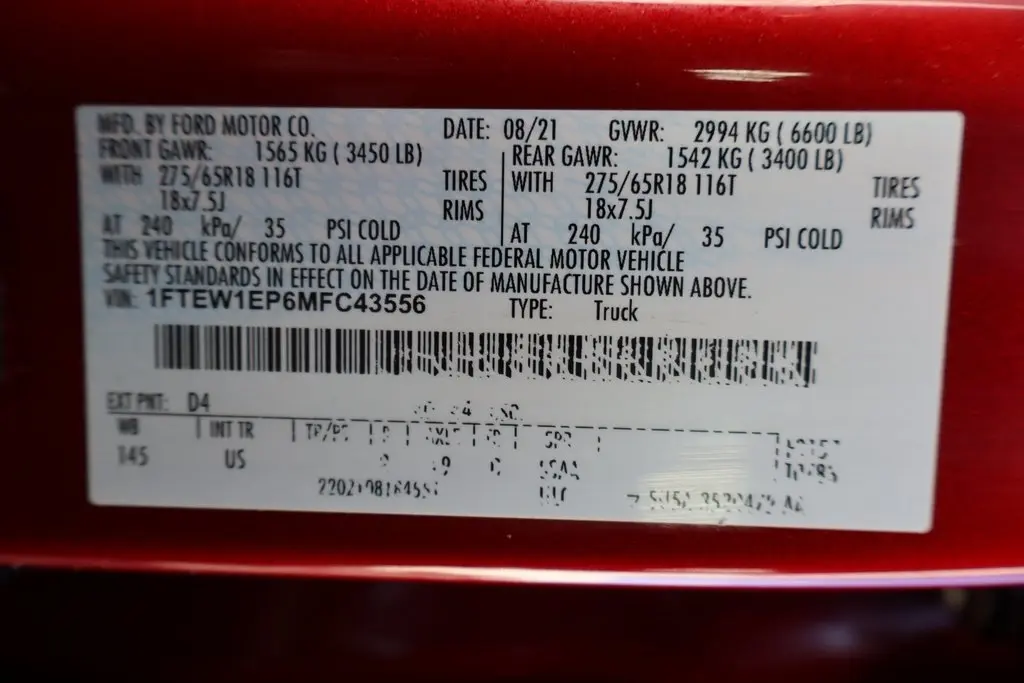 MFD. BY FORD MOTOR CO. DATE: 08/21 GVWR: 2994 KG ( 6600 LB)
FRONT GAWR: 1565 KG ( 3450 LB) REAR GAWR: 1542 KG ( 3400 LB)
WITH 275/65R18 116T TIRES WITH 275/65R18 116T TIRES
18x7.5J RIMS 18x7.5J RIMS
AT 240 kPa/ 35 PSI COLD AT 240 kPa/ 35 PSI COLD
THIS VEHICLE CONFORMS TO ALL APPLICABLE FEDERAL MOTOR VEHICLE
SAFETY STANDARDS IN EFFECT ON THE DATE OF MANUFACTURE SHOWN ABOVE.
VIN: 1FTEW1EP6MFC43556 TYPE: Truck
EXT PNT: D4
WB INT TR
145 US